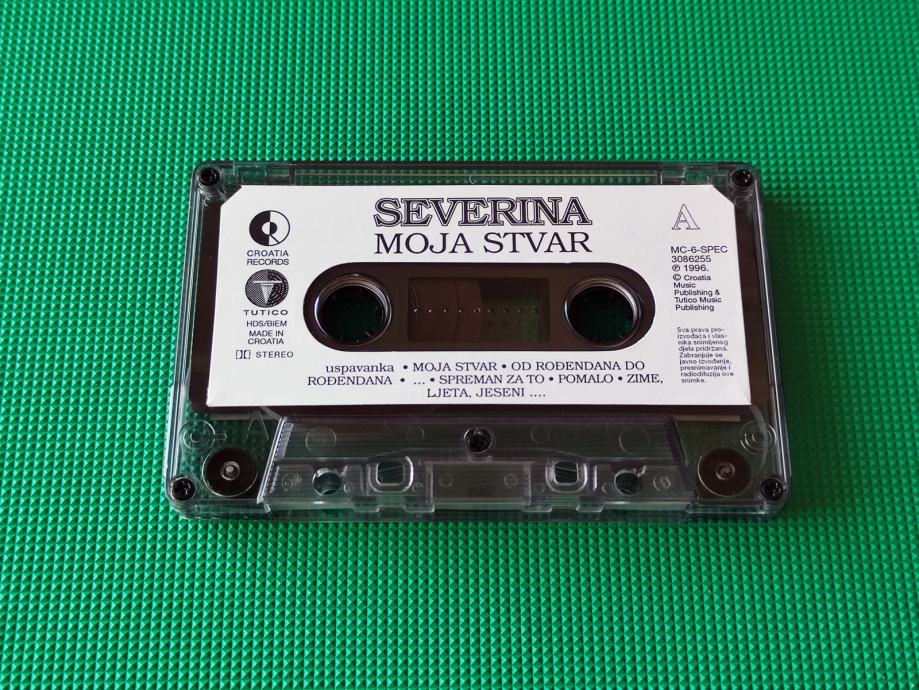 SEVERINA
MOJA STVAR
A
CROATIA
RECORDS
TUTICO
HDS/BIEM
MADE IN
CROATIA
STEREO
MC-6-SPEC
3086255
℗ 1996.
© Croatia
Music
Publishing &
Tutico Music
Publishing
Sva prava pro-
izvođača i vlas-
nika snimljenog
djela pridržana.
Zabranjuje se
javno izvođenje,
presnimavanje i
radiodifuzija ove
snimke.
uspavanka • MOJA STVAR • OD ROĐENDANA DO
ROĐENDANA • ... • SPREMAN ZA TO • POMALO • ZIME,
LJETA, JESENI ....